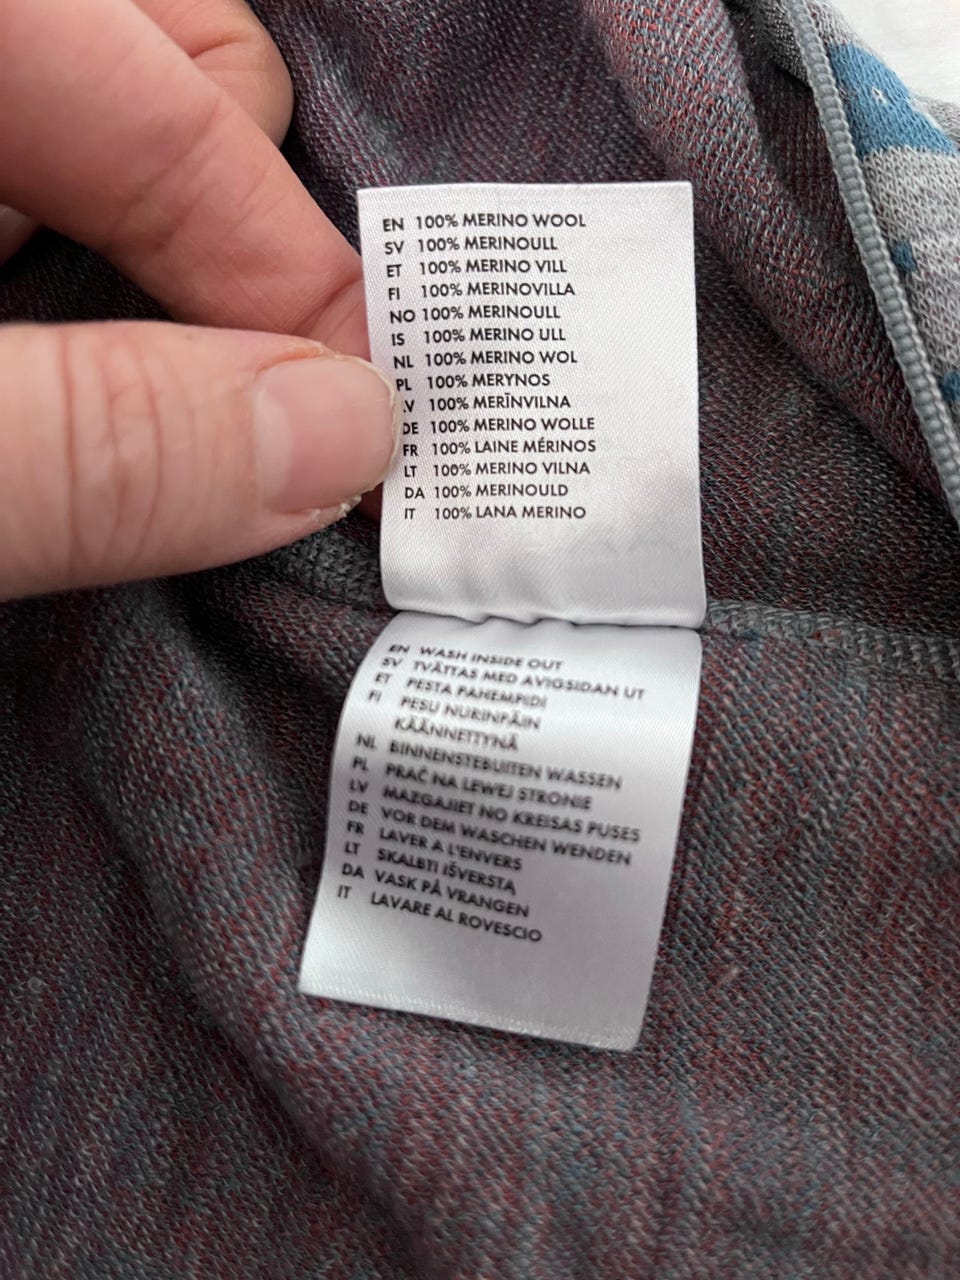 EN 100% MERINO WOOL
SV 100% MERINOULL
ET 100% MERINO VILL
FI 100% MERINOVILLA
NO 100% MERINOULL
IS 100% MERINO ULL
NL 100% MERINO WOL
PL 100% MERYNOS
LV 100% MERĪNVILNA
DE 100% MERINO WOLLE
FR 100% LAINE MÉRINOS
LT 100% MERINO VILNA
DA 100% MERINOULD
IT 100% LANA MERINO
EN WASH INSIDE OUT
SV TVÄTTAS MED AVIGSIDAN UT
ET PESTA PAHEMPIDI
FI PESU NURINPÄIN
KÄÄNNETTYNÄ
NL BINNENSTEBUITEN WASSEN
PL PRAĆ NA LEWEJ STRONIE
LV MAZGAJIET NO KREISAS PUSES
DE VOR DEM WASCHEN WENDEN
FR LAVER A L'ENVERS
LT SKALBTI IŠVERSTA
DA VASK PÅ VRANGEN
IT LAVARE AL ROVESCIO